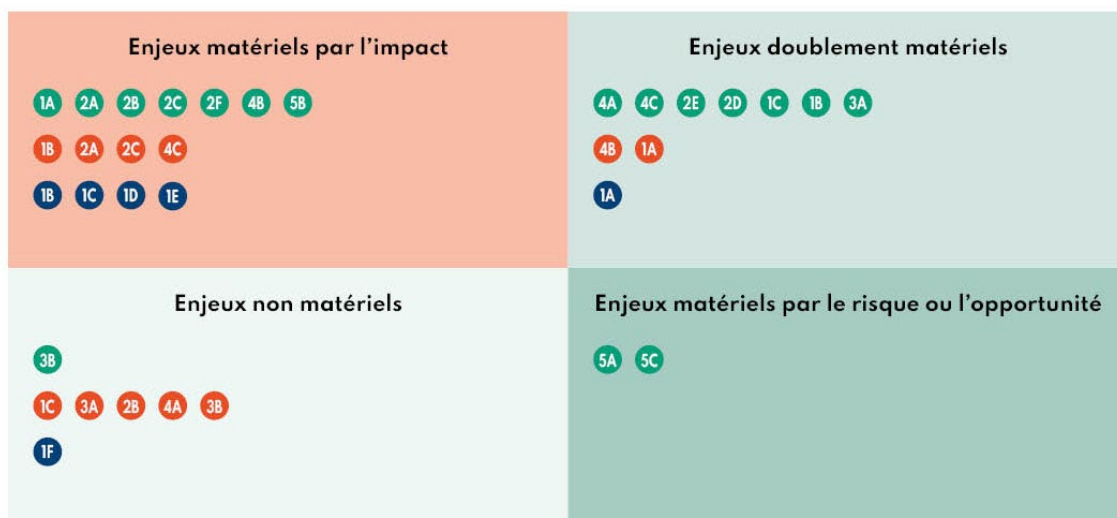 Enjeux matériels par l'impact
1A 2A 2B 2C 2F 4B 5B
1B 2A 2C 4C
1B 1C 1D 1E
Enjeux doublement matériels
4A 4C 2E 2D 1C 1B 3A
4B 1A
1A
Enjeux non matériels
3B
1C 3A 2B 4A 3B
1F
Enjeux matériels par le risque ou l'opportunité
5A 5C